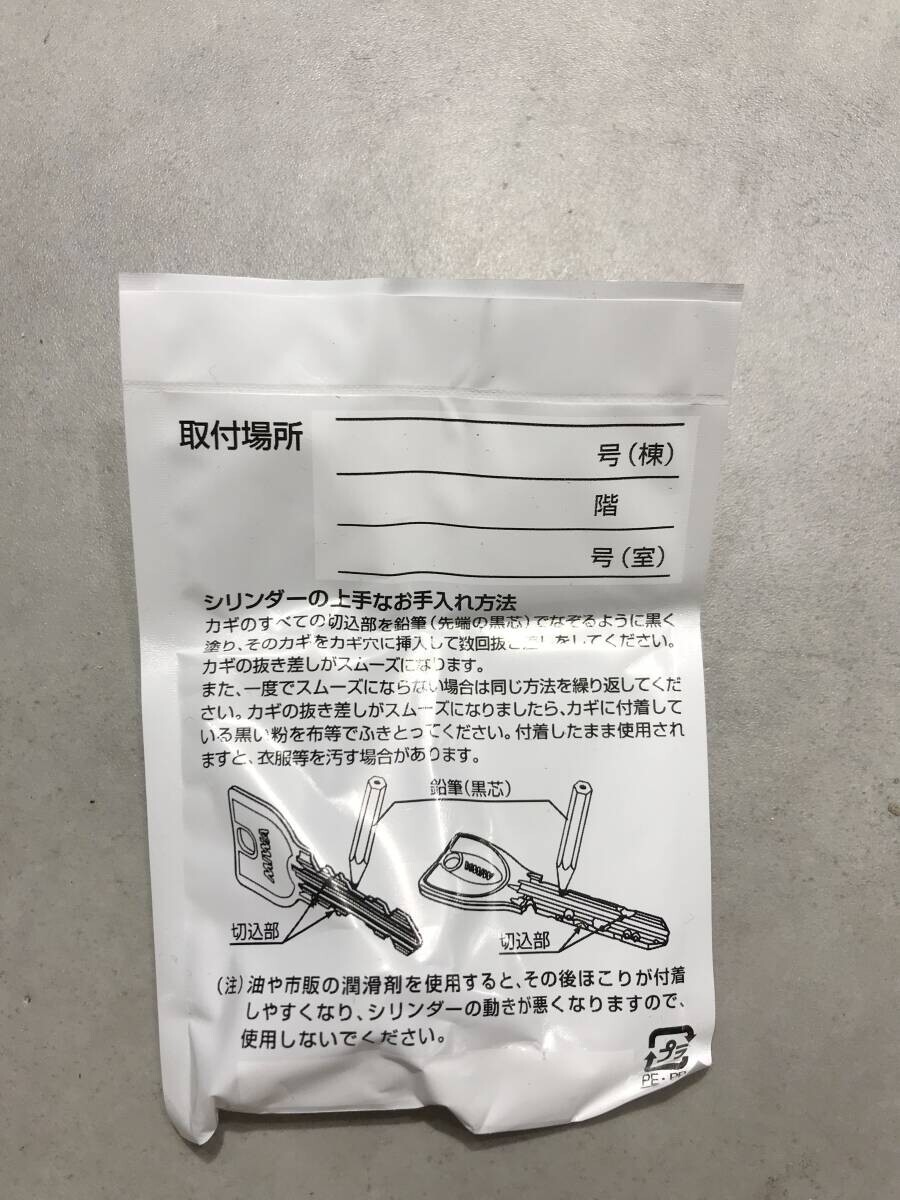 取付場所
号(棟)
階
号(室)
シリンダーの上手なお手入れ方法
カギのすべての切込部を鉛筆(先端の黒芯)でなぞるように黒く
塗り、そのカギをカギ穴に挿入して数回抜き差しをしてください。
カギの抜き差しがスムーズになります。
また、一度でスムーズにならない場合は同じ方法を繰り返してくだ
さい。カギの抜き差しがスムーズになりましたら、カギに付着して
いる黒い粉を布等でふきとってください。付着したまま使用され
ますと、衣服等を汚す場合があります。
鉛筆(黒芯)
切込部
切込部
(注)油や市販の潤滑剤を使用すると、その後ほこりが付着
しやすくなり、シリンダーの動きが悪くなりますので、
使用しないでください。
プラ